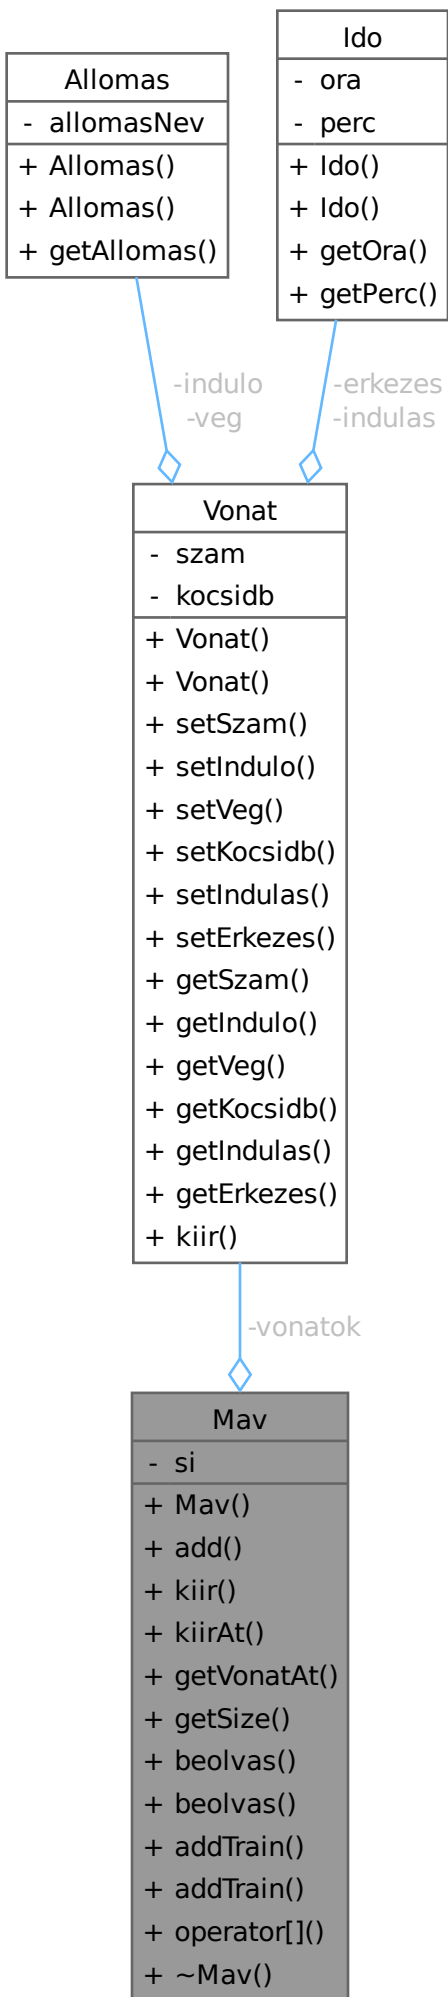 Allomas
- allomasNev
+ Allomas()
+ Allomas()
+ getAllomas()
Ido
- ora
- perc
+ Ido()
+ Ido()
+ getOra()
+ getPerc()
-indulo
-veg
-erkezes
-indulas
Vonat
- szam
- kocsidb
+ Vonat()
+ Vonat()
+ setSzam()
+ setIndulo()
+ setVeg()
+ setKocsidb()
+ setIndulas()
+ setErkezes()
+ getSzam()
+ getIndulo()
+ getVeg()
+ getKocsidb()
+ getIndulas()
+ getErkezes()
+ kiir()
-vonatok
Mav
- si
+ Mav()
+ add()
+ kiir()
+ kiirAt()
+ getVonatAt()
+ getSize()
+ beolvas()
+ beolvas()
+ addTrain()
+ addTrain()
+ operator[]()
+ ~Mav()